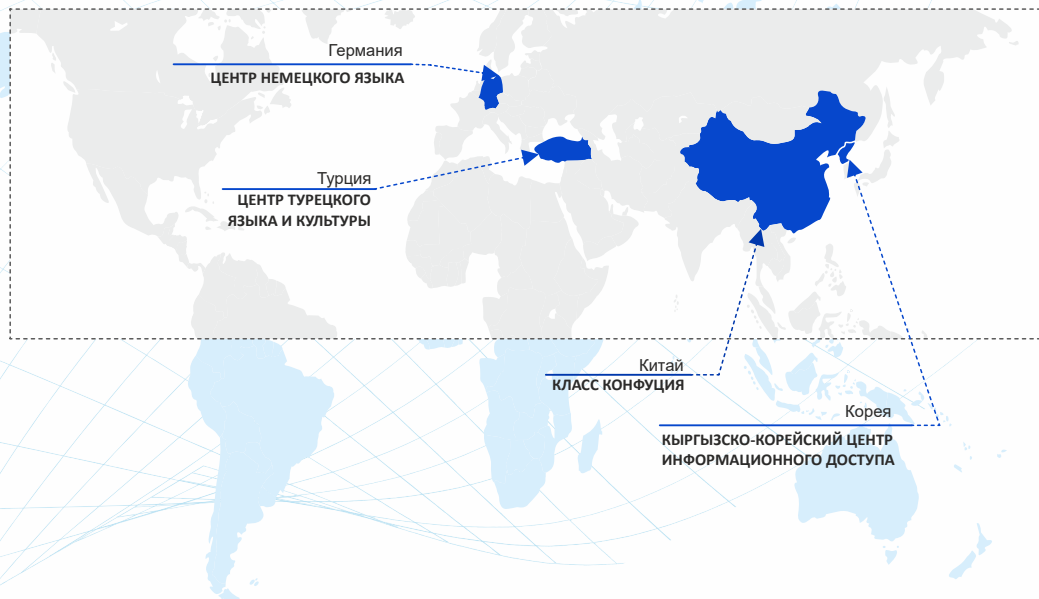 Германия
ЦЕНТР НЕМЕЦКОГО ЯЗЫКА
Турция
ЦЕНТР ТУРЕЦКОГО
ЯЗЫКА И КУЛЬТУРЫ
Китай
КЛАСС КОНФУЦИЯ
Корея
КЫРГЫЗСКО-КОРЕЙСКИЙ ЦЕНТР
ИНФОРМАЦИОННОГО ДОСТУПА